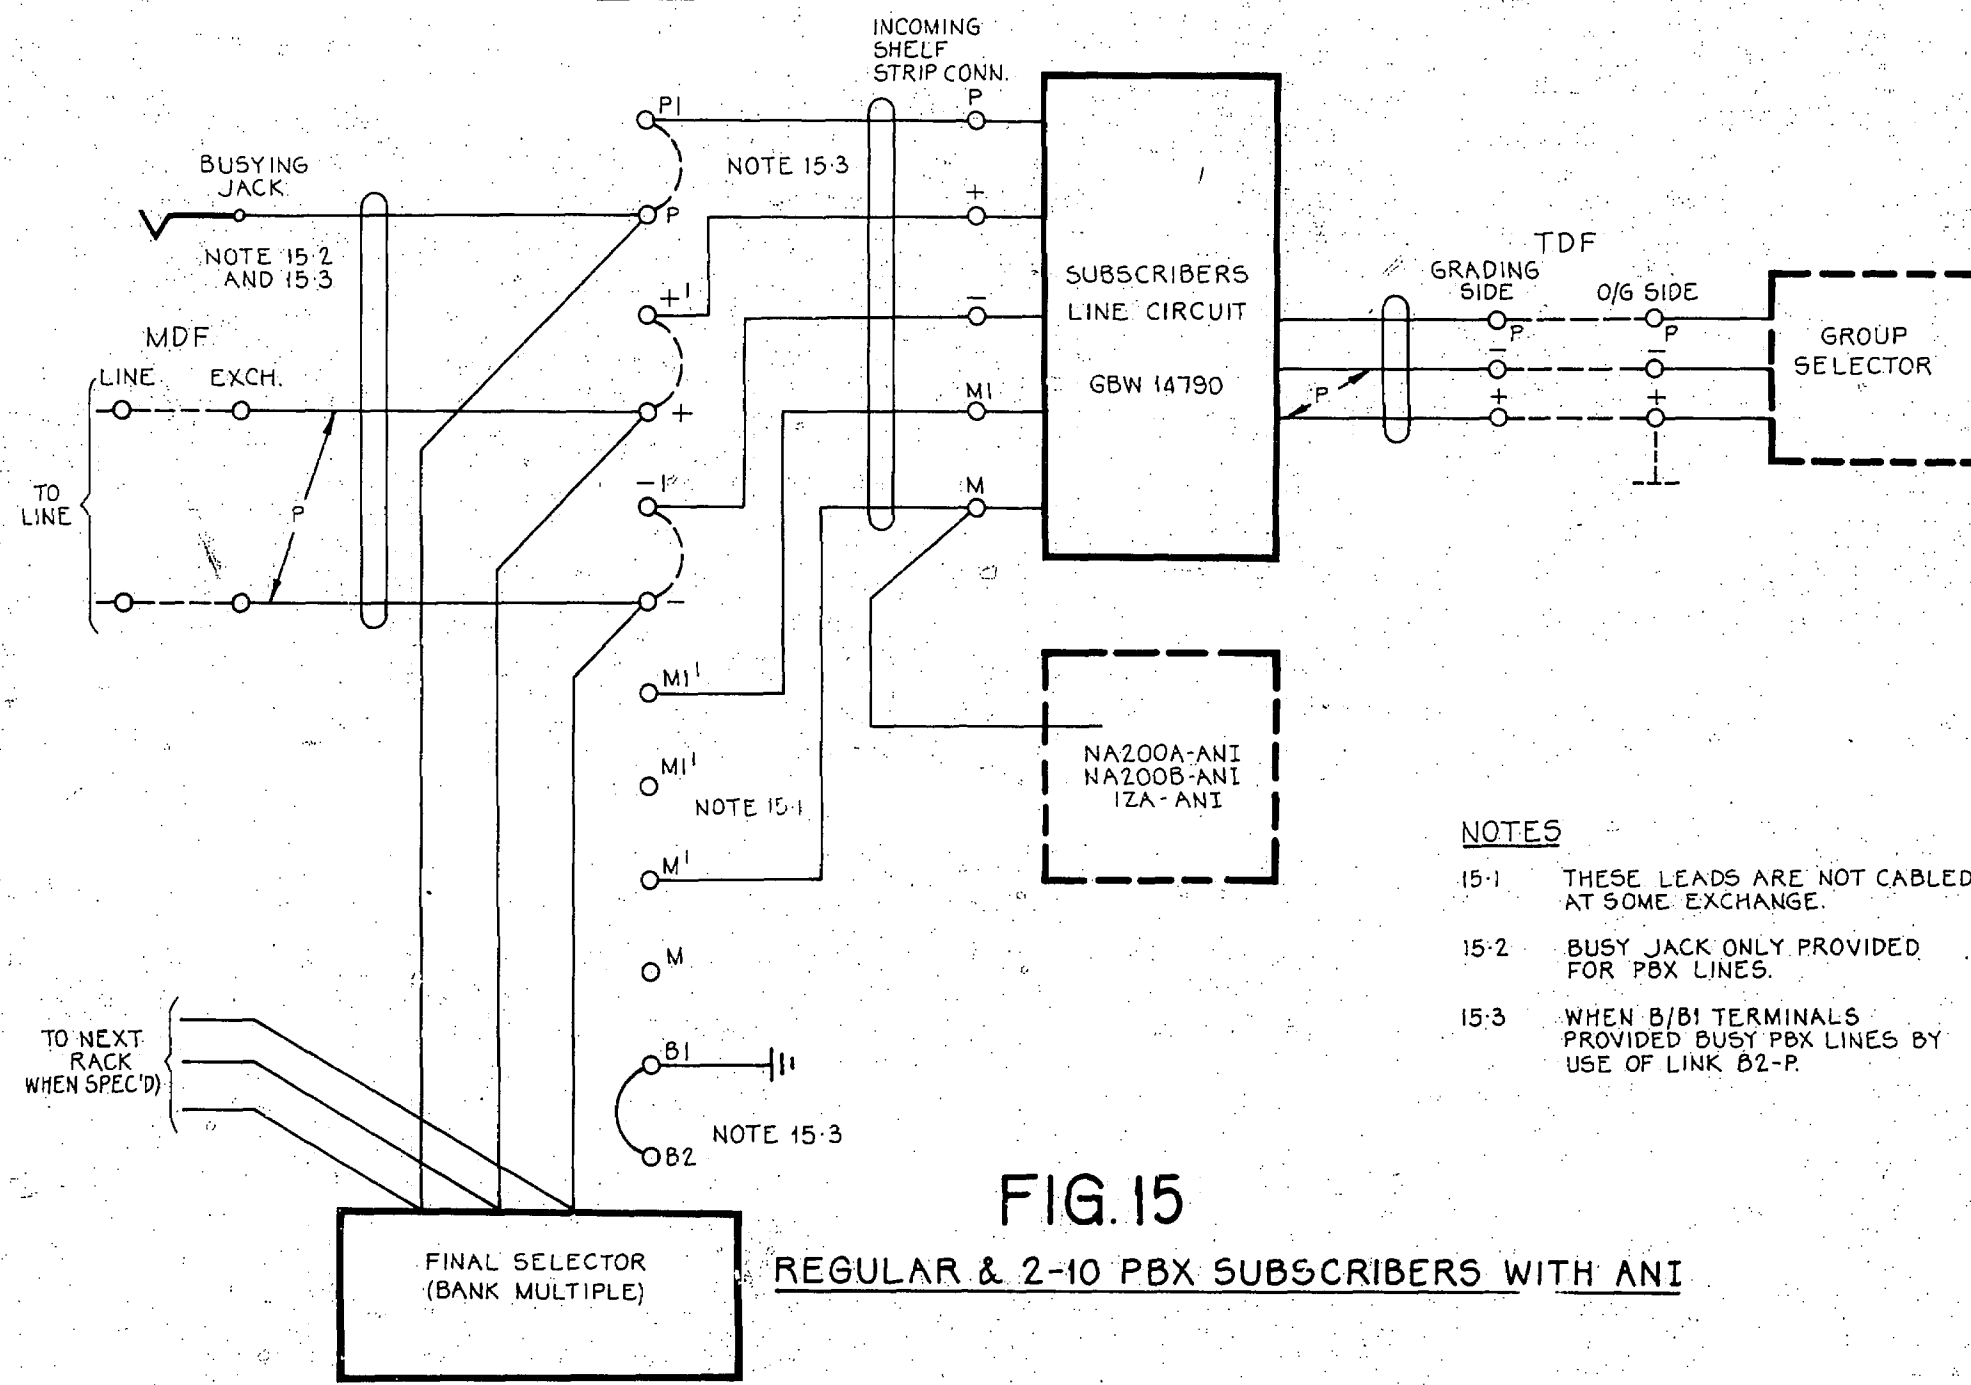 INCOMING
SHELF
STRIP CONN.
P
P1
BUSYING
JACK
NOTE 15·3
P
+
NOTE 15·2
AND 15·3
+1
SUBSCRIBERS
LINE CIRCUIT
GBW 14790
TDF
GRADING
SIDE
O/G SIDE
P
P
GROUP
SELECTOR
MDF
LINE
EXCH.
−
−
−
P
M1
+
+
+
TO
LINE
P
−1
M
−
M1'
M1'
NOTE 15·1
NA200A-ANI
NA200B-ANI
1ZA-ANI
M'
M
NOTES
15·1 THESE LEADS ARE NOT CABLED
AT SOME EXCHANGE.
15·2 BUSY JACK ONLY PROVIDED
FOR PBX LINES.
15·3 WHEN B/B1 TERMINALS
PROVIDED BUSY PBX LINES BY
USE OF LINK B2-P.
TO NEXT
RACK
WHEN SPEC'D)
B1
NOTE 15·3
B2
FINAL SELECTOR
(BANK MULTIPLE)
FIG. 15
REGULAR & 2-10 PBX SUBSCRIBERS WITH ANI